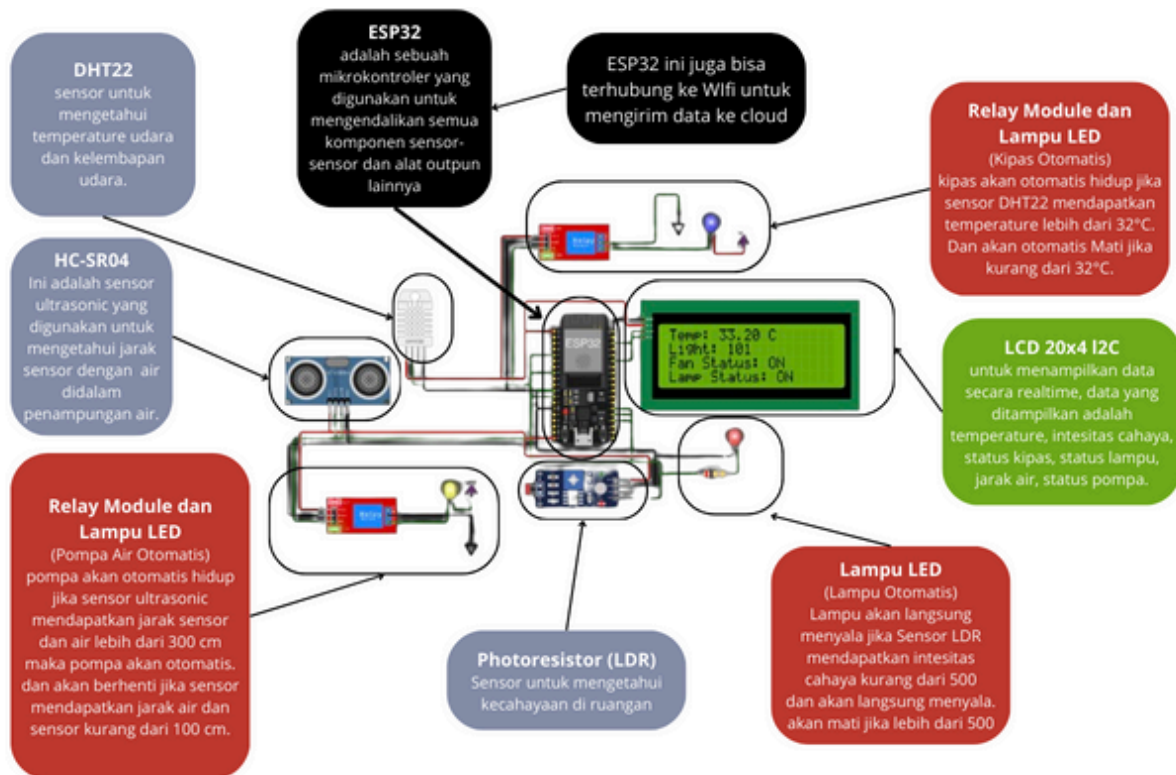 DHT22
sensor untuk
mengetahui
temperature udara
dan kelembapan
udara.
ESP32
adalah sebuah
mikrokontroler yang
digunakan untuk
mengendalikan semua
komponen sensor-
sensor dan alat outpun
lainnya
ESP32 ini juga bisa
terhubung ke WIfi untuk
mengirim data ke cloud
Relay Module dan
Lampu LED
(Kipas Otomatis)
kipas akan otomatis hidup jika
sensor DHT22 mendapatkan
temperature lebih dari 32°C.
Dan akan otomatis Mati jika
kurang dari 32°C.
HC-SR04
Ini adalah sensor
ultrasonic yang
digunakan untuk
mengetahui jarak
sensor dengan air
didalam
penampungan air.
Relay
ESP32
Temp: 33.20 C
Light: 101
Fan Status: ON
Lamp Status: ON
LCD 20x4 I2C
untuk menampilkan data
secara realtime, data yang
ditampilkan adalah
temperature, intesitas cahaya,
status kipas, status lampu,
jarak air, status pompa.
Relay Module dan
Lampu LED
(Pompa Air Otomatis)
pompa akan otomatis hidup
jika sensor ultrasonic
mendapatkan jarak sensor
dan air lebih dari 300 cm
maka pompa akan otomatis.
dan akan berhenti jika sensor
mendapatkan jarak air dan
sensor kurang dari 100 cm.
Relay
Photoresistor (LDR)
Sensor untuk mengetahui
kecahayaan di ruangan
Lampu LED
(Lampu Otomatis)
Lampu akan langsung
menyala jika Sensor LDR
mendapatkan intesitas
cahaya kurang dari 500
dan akan langsung menyala.
akan mati jika lebih dari 500